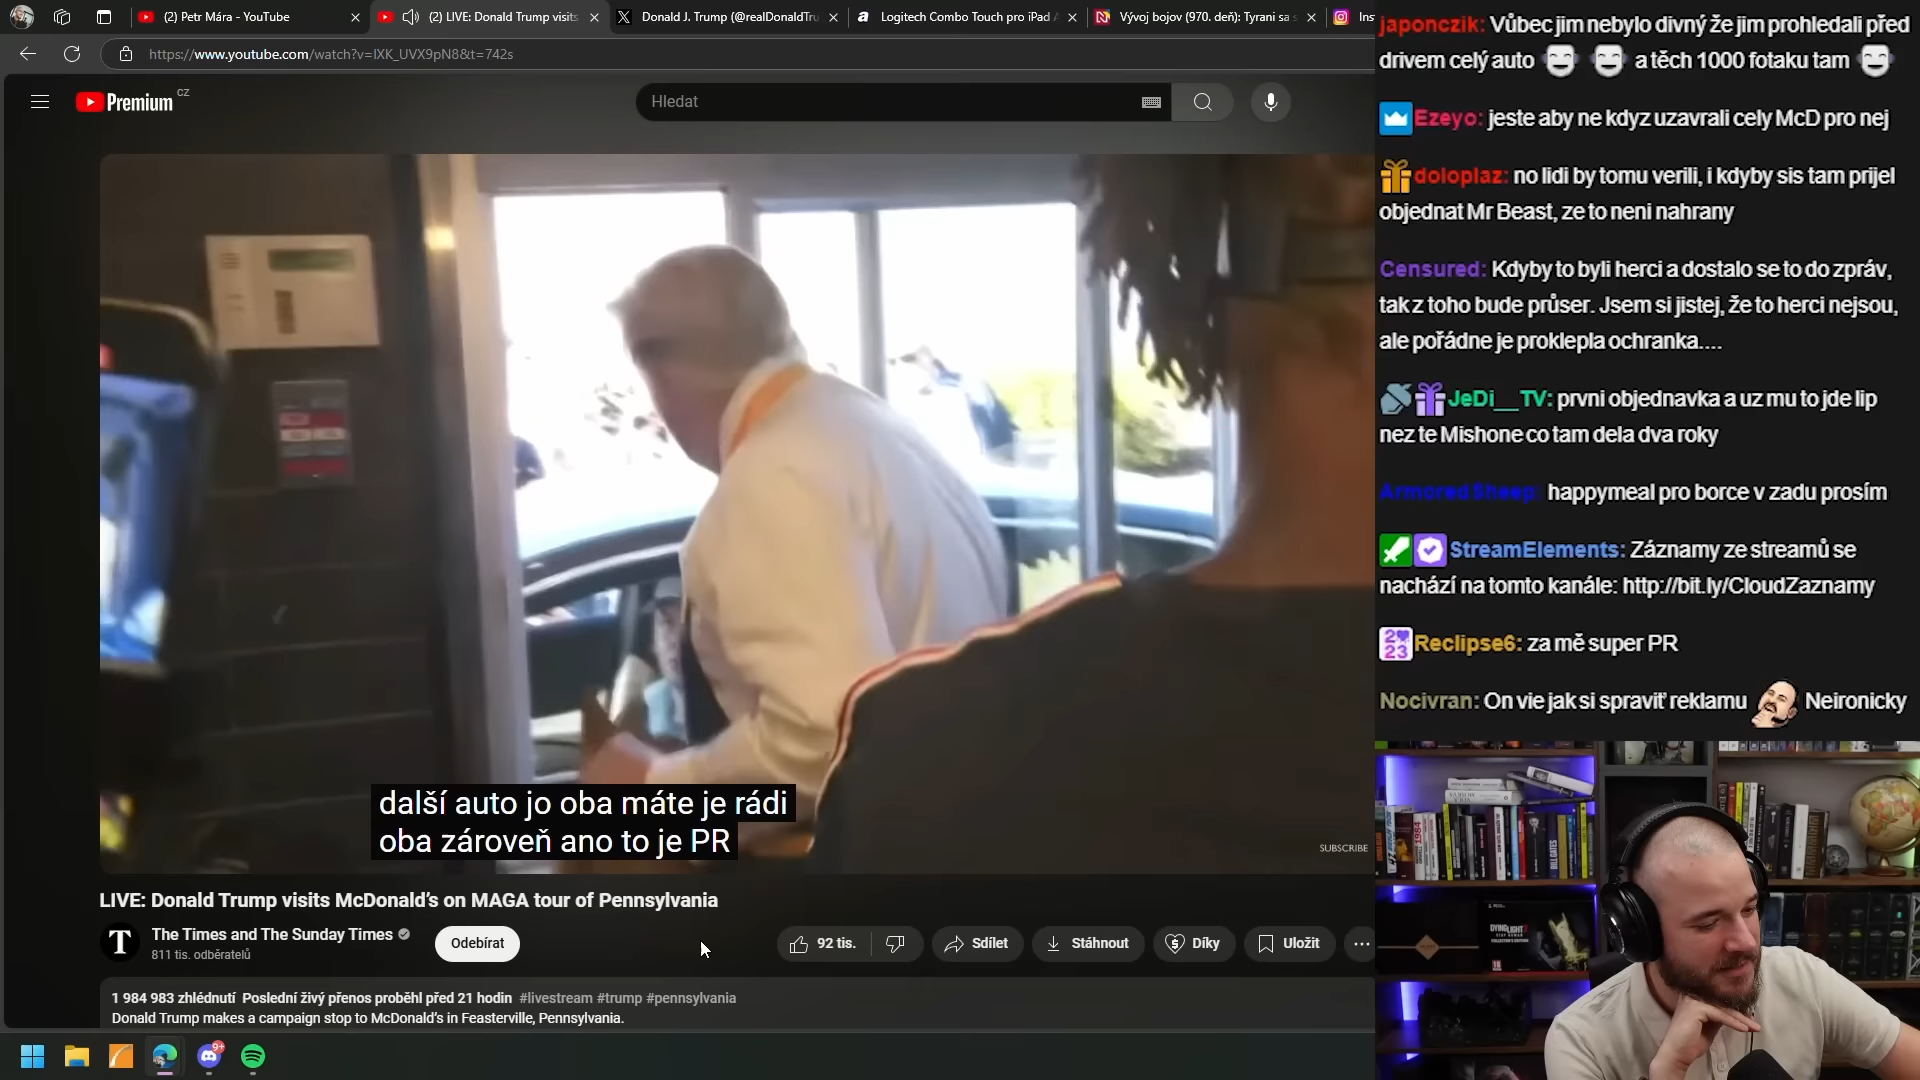 (2) Petr Mára - YouTube
(2) LIVE: Donald Trump visits
Donald J. Trump (@realDonaldTru
Logitech Combo Touch pro iPad A
Vývoj bojov (970. deň): Tyrani sa s
Ins
https://www.youtube.com/watch?v=IXK_UVX9pN8&t=742s
Premium CZ
Hledat
další auto jo oba máte je rádi
oba zároveň ano to je PR
SUBSCRIBE
LIVE: Donald Trump visits McDonald's on MAGA tour of Pennsylvania
T
The Times and The Sunday Times
811 tis. odběratelů
Odebírat
92 tis.
Sdílet
Stáhnout
Díky
Uložit
1 984 983 zhlédnutí Poslední živý přenos proběhl před 21 hodin #livestream #trump #pennsylvania
Donald Trump makes a campaign stop to McDonald's in Feasterville, Pennsylvania.
9+
japonczik: Vůbec jim nebylo divný že jim prohledali před
drivem celý auto a těch 1000 fotaku tam
Ezeyo: jeste aby ne kdyz uzavrali cely McD pro nej
doloplaz: no lidi by tomu verili, i kdyby sis tam prijel
objednat Mr Beast, ze to neni nahrany
Censured: Kdyby to byli herci a dostalo se to do zpráv,
tak z toho bude průser. Jsem si jistej, že to herci nejsou,
ale pořádne je proklepla ochranka....
JeDi__TV: prvni objednavka a uz mu to jde lip
nez te Mishone co tam dela dva roky
ArmoredSheep: happymeal pro borce v zadu prosím
StreamElements: Záznamy ze streamů se
nachází na tomto kanále: http://bit.ly/CloudZaznamy
2023
Reclipse6: za mě super PR
Nocivran: On vie jak si spraviť reklamu Neironicky
1984
BILL GATES
DYING LIGHT 2